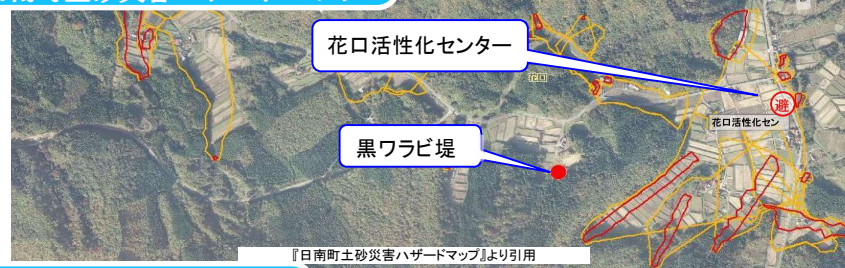 花口活性化センター
花口
避
花口活性化セン
黒ワラビ堤
『日南町土砂災害ハザードマップ』より引用